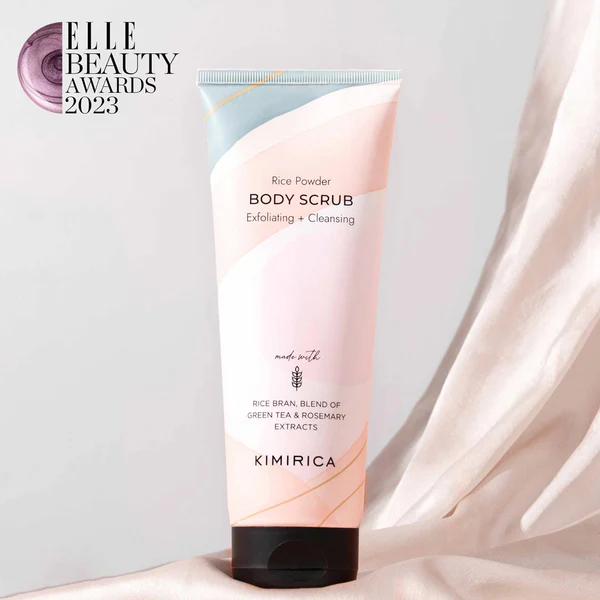 ELLE
BEAUTY
AWARDS
2023
Rice Powder
BODY SCRUB
Exfoliating + Cleansing
made with
RICE BRAN, BLEND OF
GREEN TEA & ROSEMARY
EXTRACTS
KIMIRICA